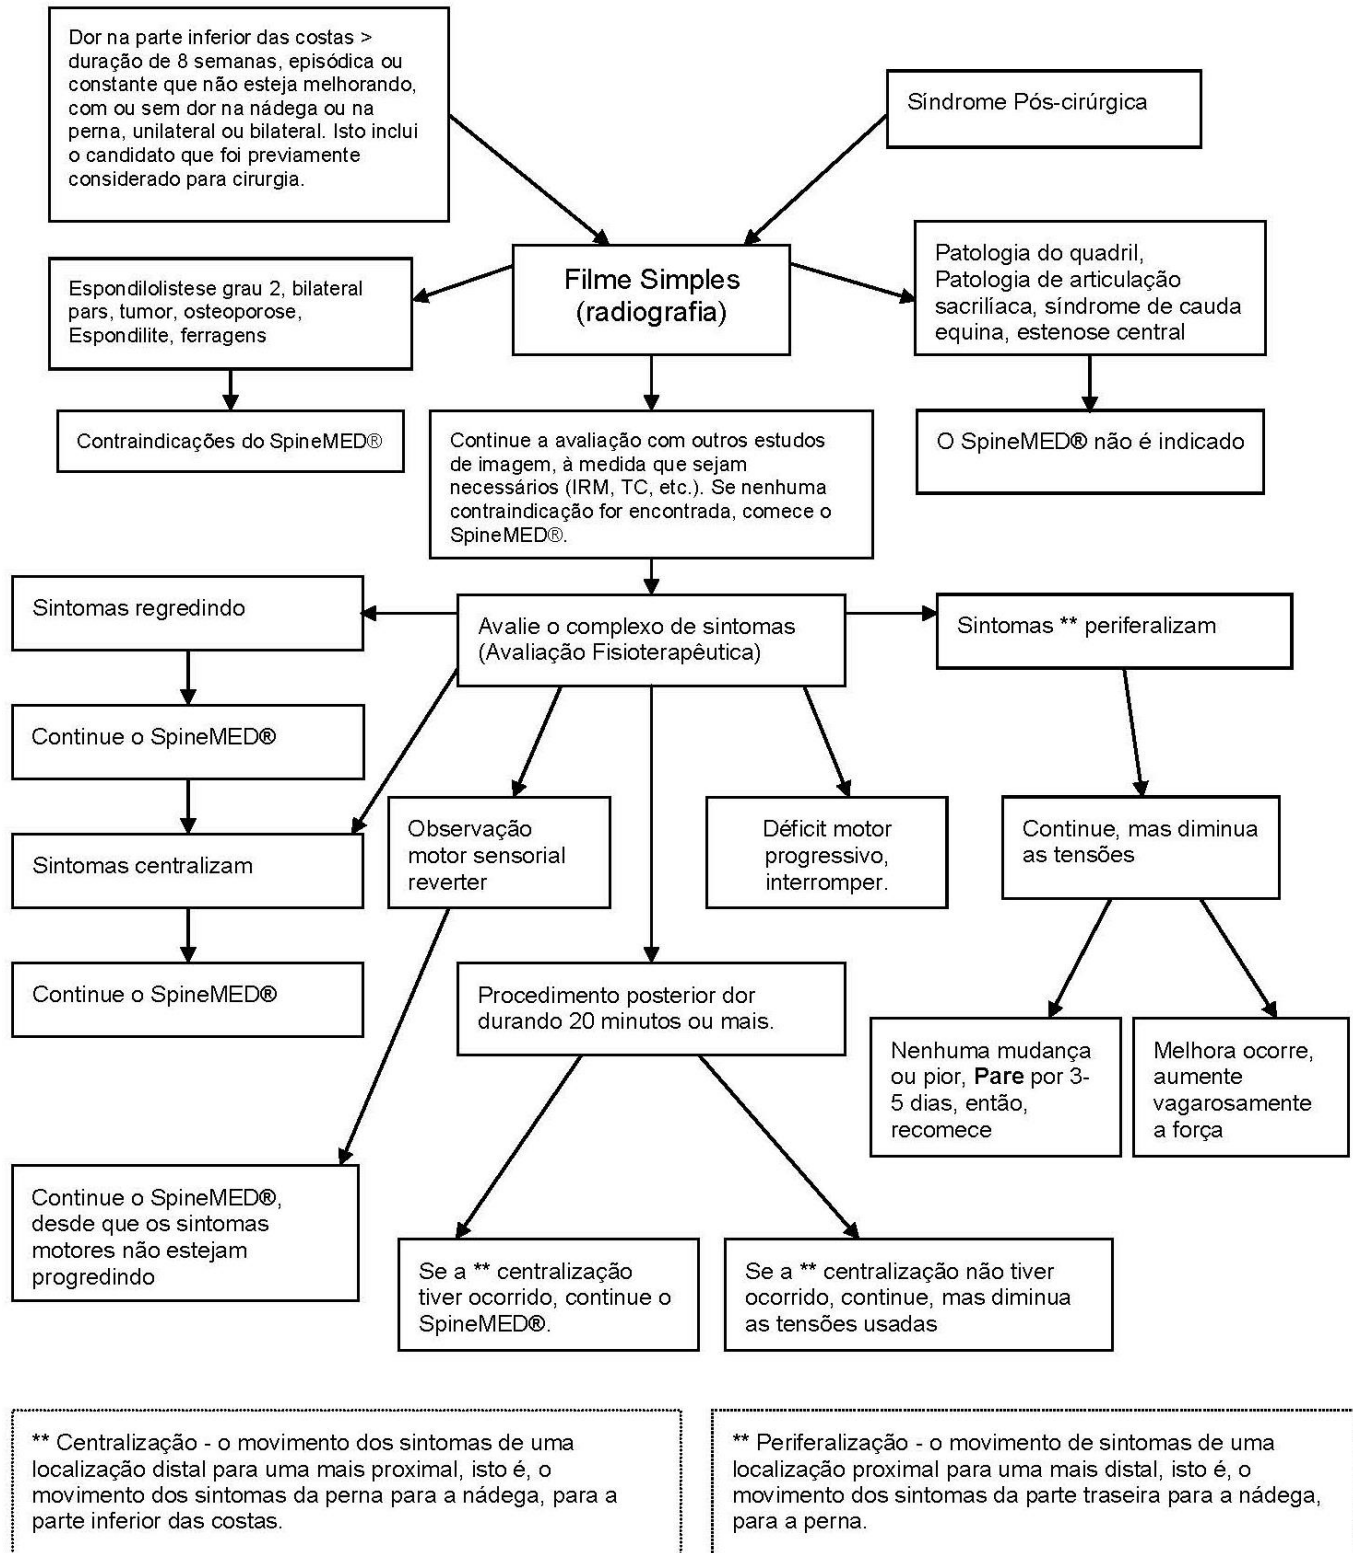 Dor na parte inferior das costas >
duração de 8 semanas, episódica ou
constante que não esteja melhorando,
com ou sem dor na nádega ou na
perna, unilateral ou bilateral. Isto inclui
o candidato que foi previamente
considerado para cirurgia.
Síndrome Pós-cirúrgica
Espondilolistese grau 2, bilateral
pars, tumor, osteoporose,
Espondilite, ferragens
Filme Simples
(radiografia)
Patologia do quadril,
Patologia de articulação
sacrilíaca, síndrome de cauda
equina, estenose central
Contraindicações do SpineMED®
Continue a avaliação com outros estudos
de imagem, à medida que sejam
necessários (IRM, TC, etc.). Se nenhuma
contraindicação for encontrada, comece o
SpineMED®.
O SpineMED® não é indicado
Sintomas regredindo
Avalie o complexo de sintomas
(Avaliação Fisioterapêutica)
Sintomas ** periferalizam
Continue o SpineMED®
Sintomas centralizam
Observação
motor sensorial
reverter
Déficit motor
progressivo,
interromper.
Continue, mas diminua
as tensões
Continue o SpineMED®
Procedimento posterior dor
durando 20 minutos ou mais.
Nenhuma mudança
ou pior, Pare por 3-
5 dias, então,
recomece
Melhora ocorre,
aumente
vagarosamente
a força
Continue o SpineMED®,
desde que os sintomas
motores não estejam
progredindo
Se a ** centralização
tiver ocorrido, continue o
SpineMED®.
Se a ** centralização não tiver
ocorrido, continue, mas diminua
as tensões usadas
** Centralização - o movimento dos sintomas de uma
localização distal para uma mais proximal, isto é, o
movimento dos sintomas da perna para a nádega, para a
parte inferior das costas.
** Periferalização - o movimento de sintomas de uma
localização proximal para uma mais distal, isto é, o
movimento dos sintomas da parte traseira para a nádega,
para a perna.